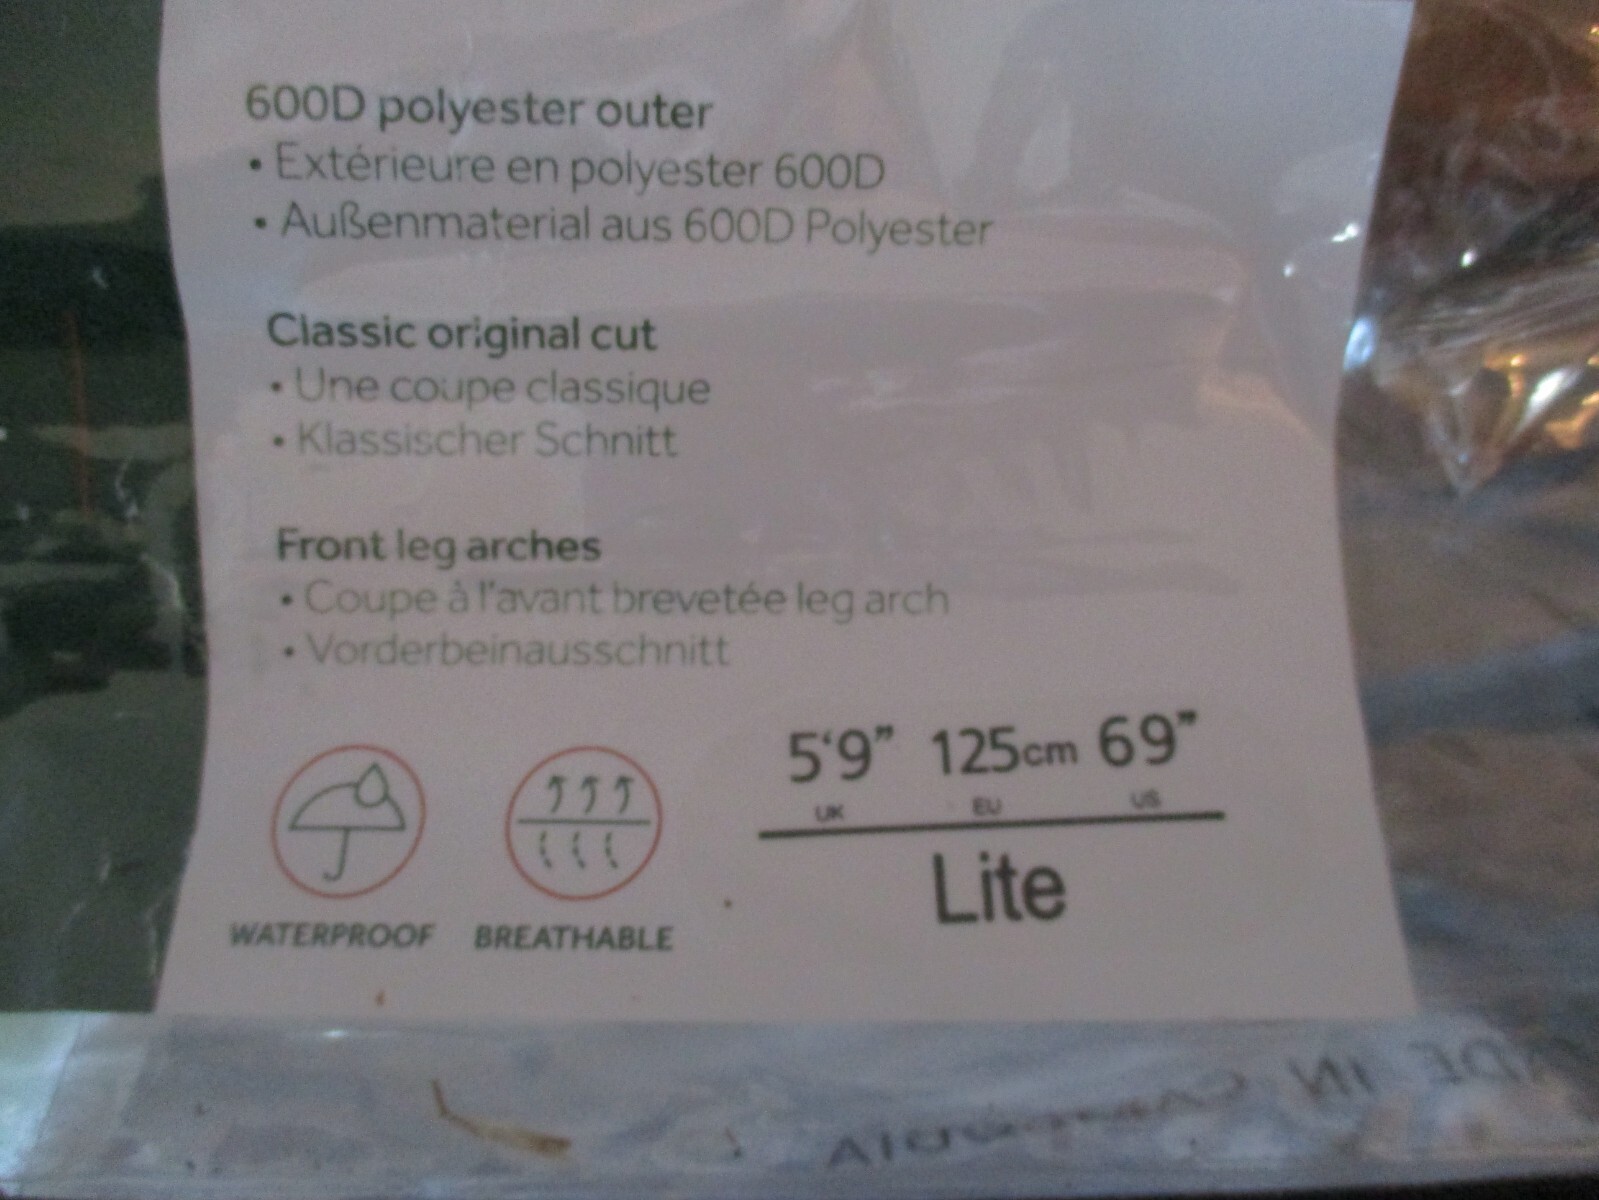 600D polyester outer
• Extérieure en polyester 600D
• Außenmaterial aus 600D Polyester
Classic original cut
• Une coupe classique
• Klassischer Schnitt
Front leg arches
• Coupe à l'avant brevetée leg arch
• Vorderbeinausschnitt
5‘9” 125cm 69”
UK EU US
Lite
WATERPROOF BREATHABLE
IN